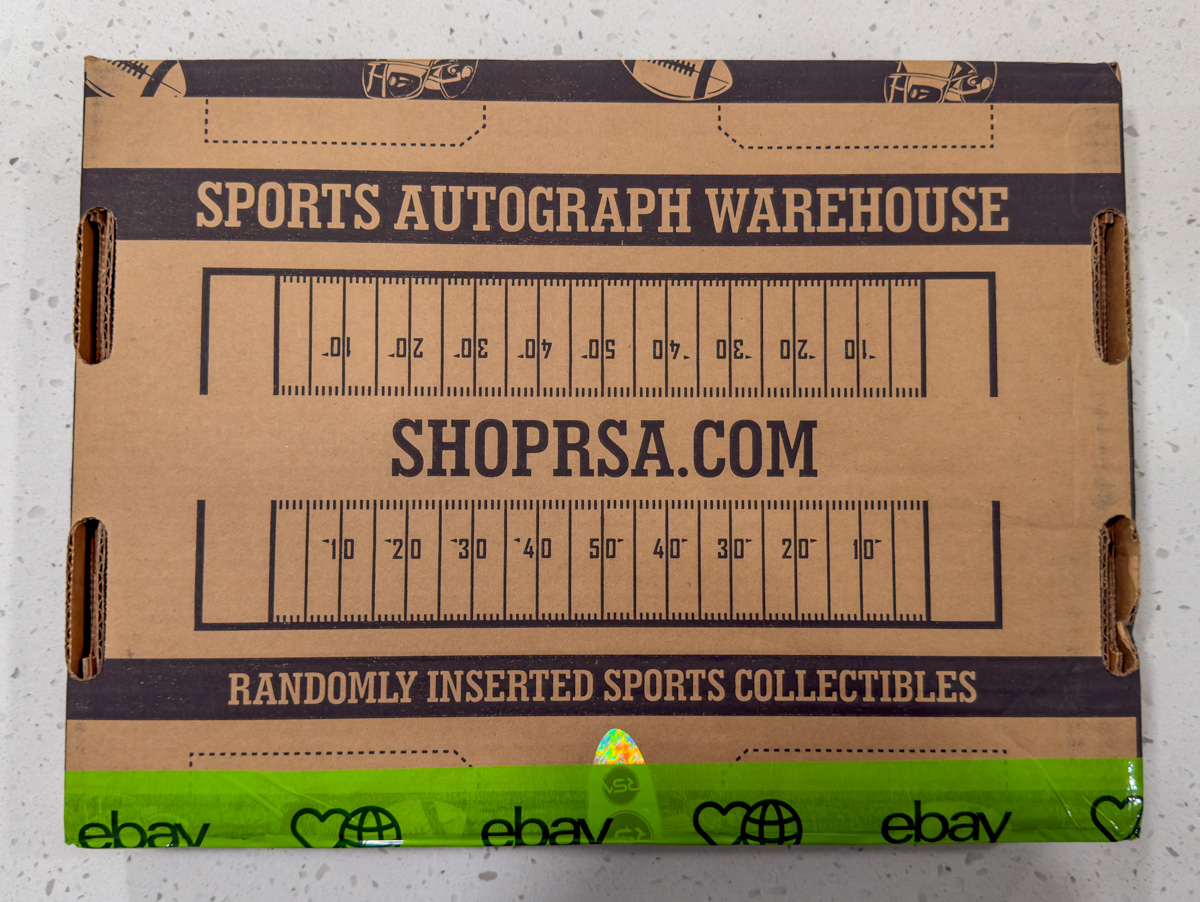 SPORTS AUTOGRAPH WAREHOUSE
10 20 30 40 50 40 30 20 10
SHOPRSA.COM
10 20 30 40 50 40 30 20 10
RANDOMLY INSERTED SPORTS COLLECTIBLES
RSA
ebay ebay ebay